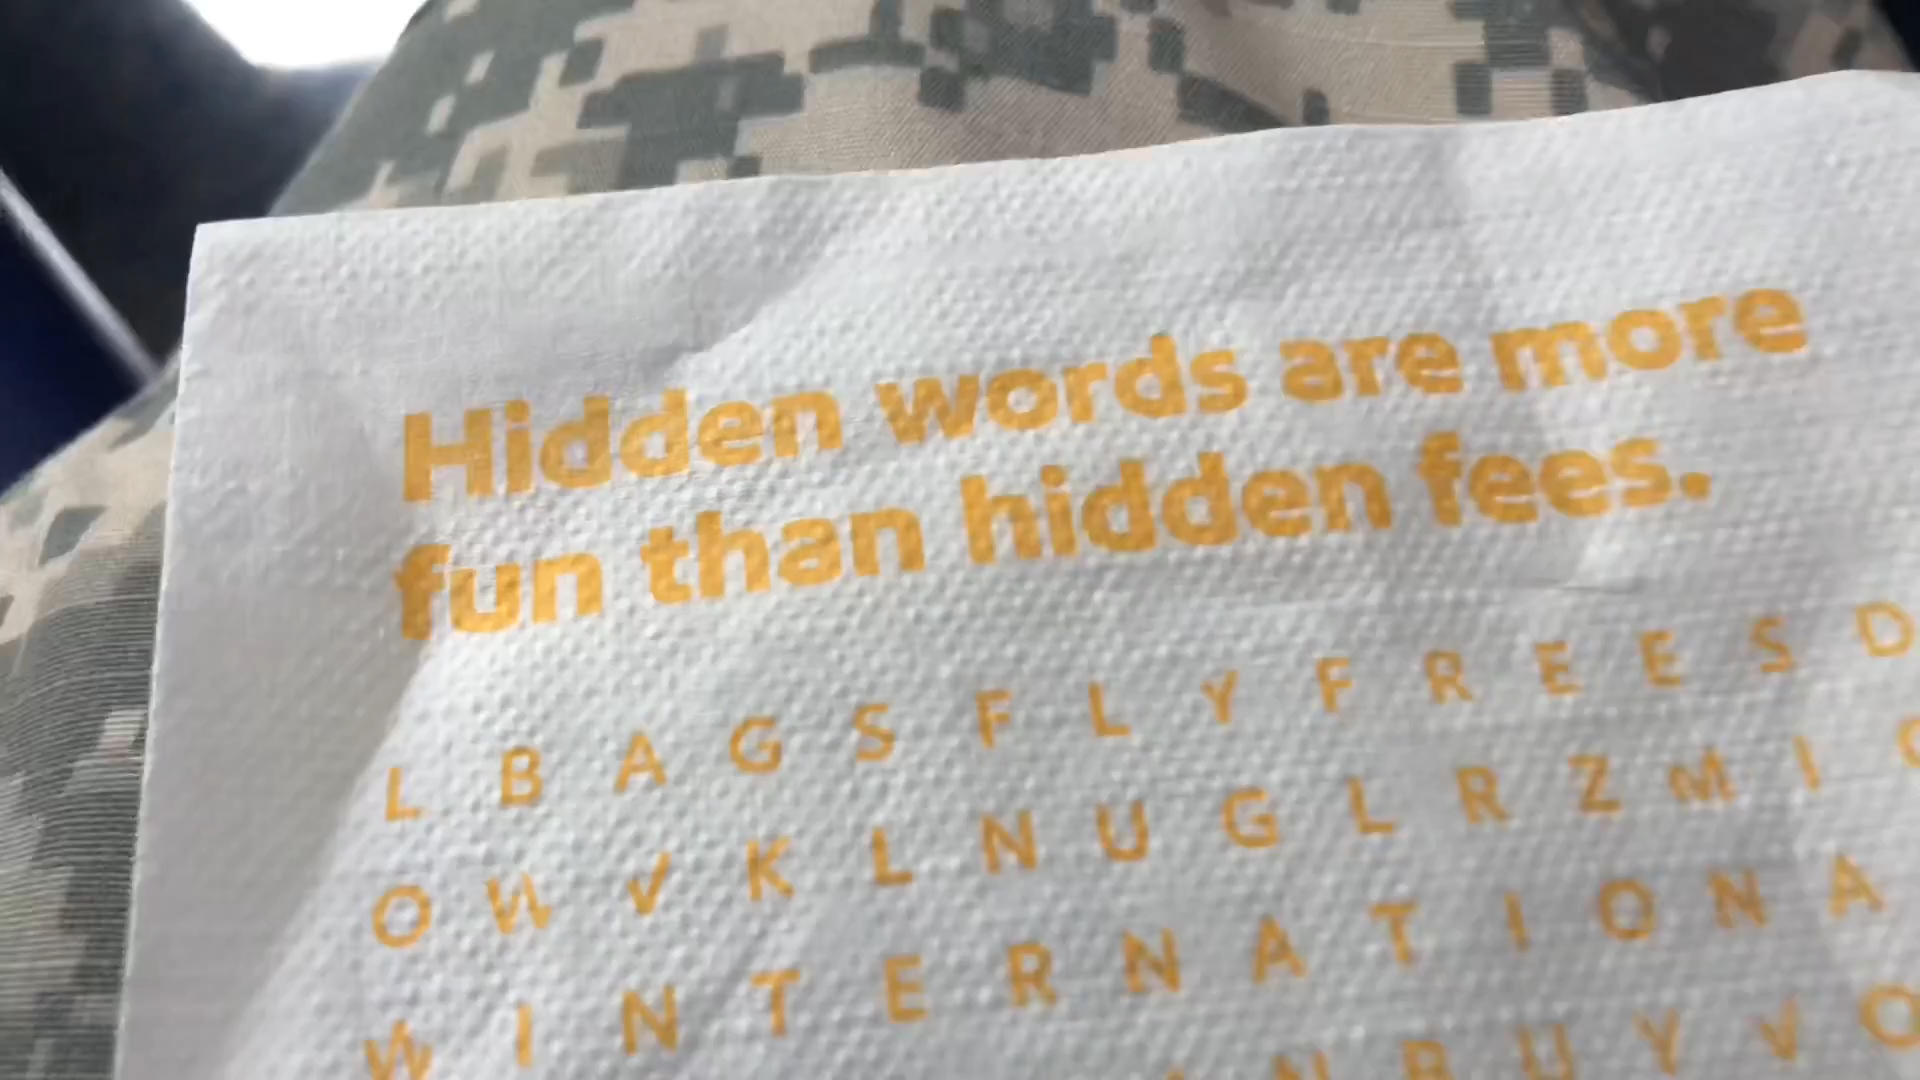 Hidden words are more
fun than hidden fees.
L B A G S F L Y F R E E S D
O W V K L N U G L R Z M I
W I N T E R N A T I O N A
N B U Y V O